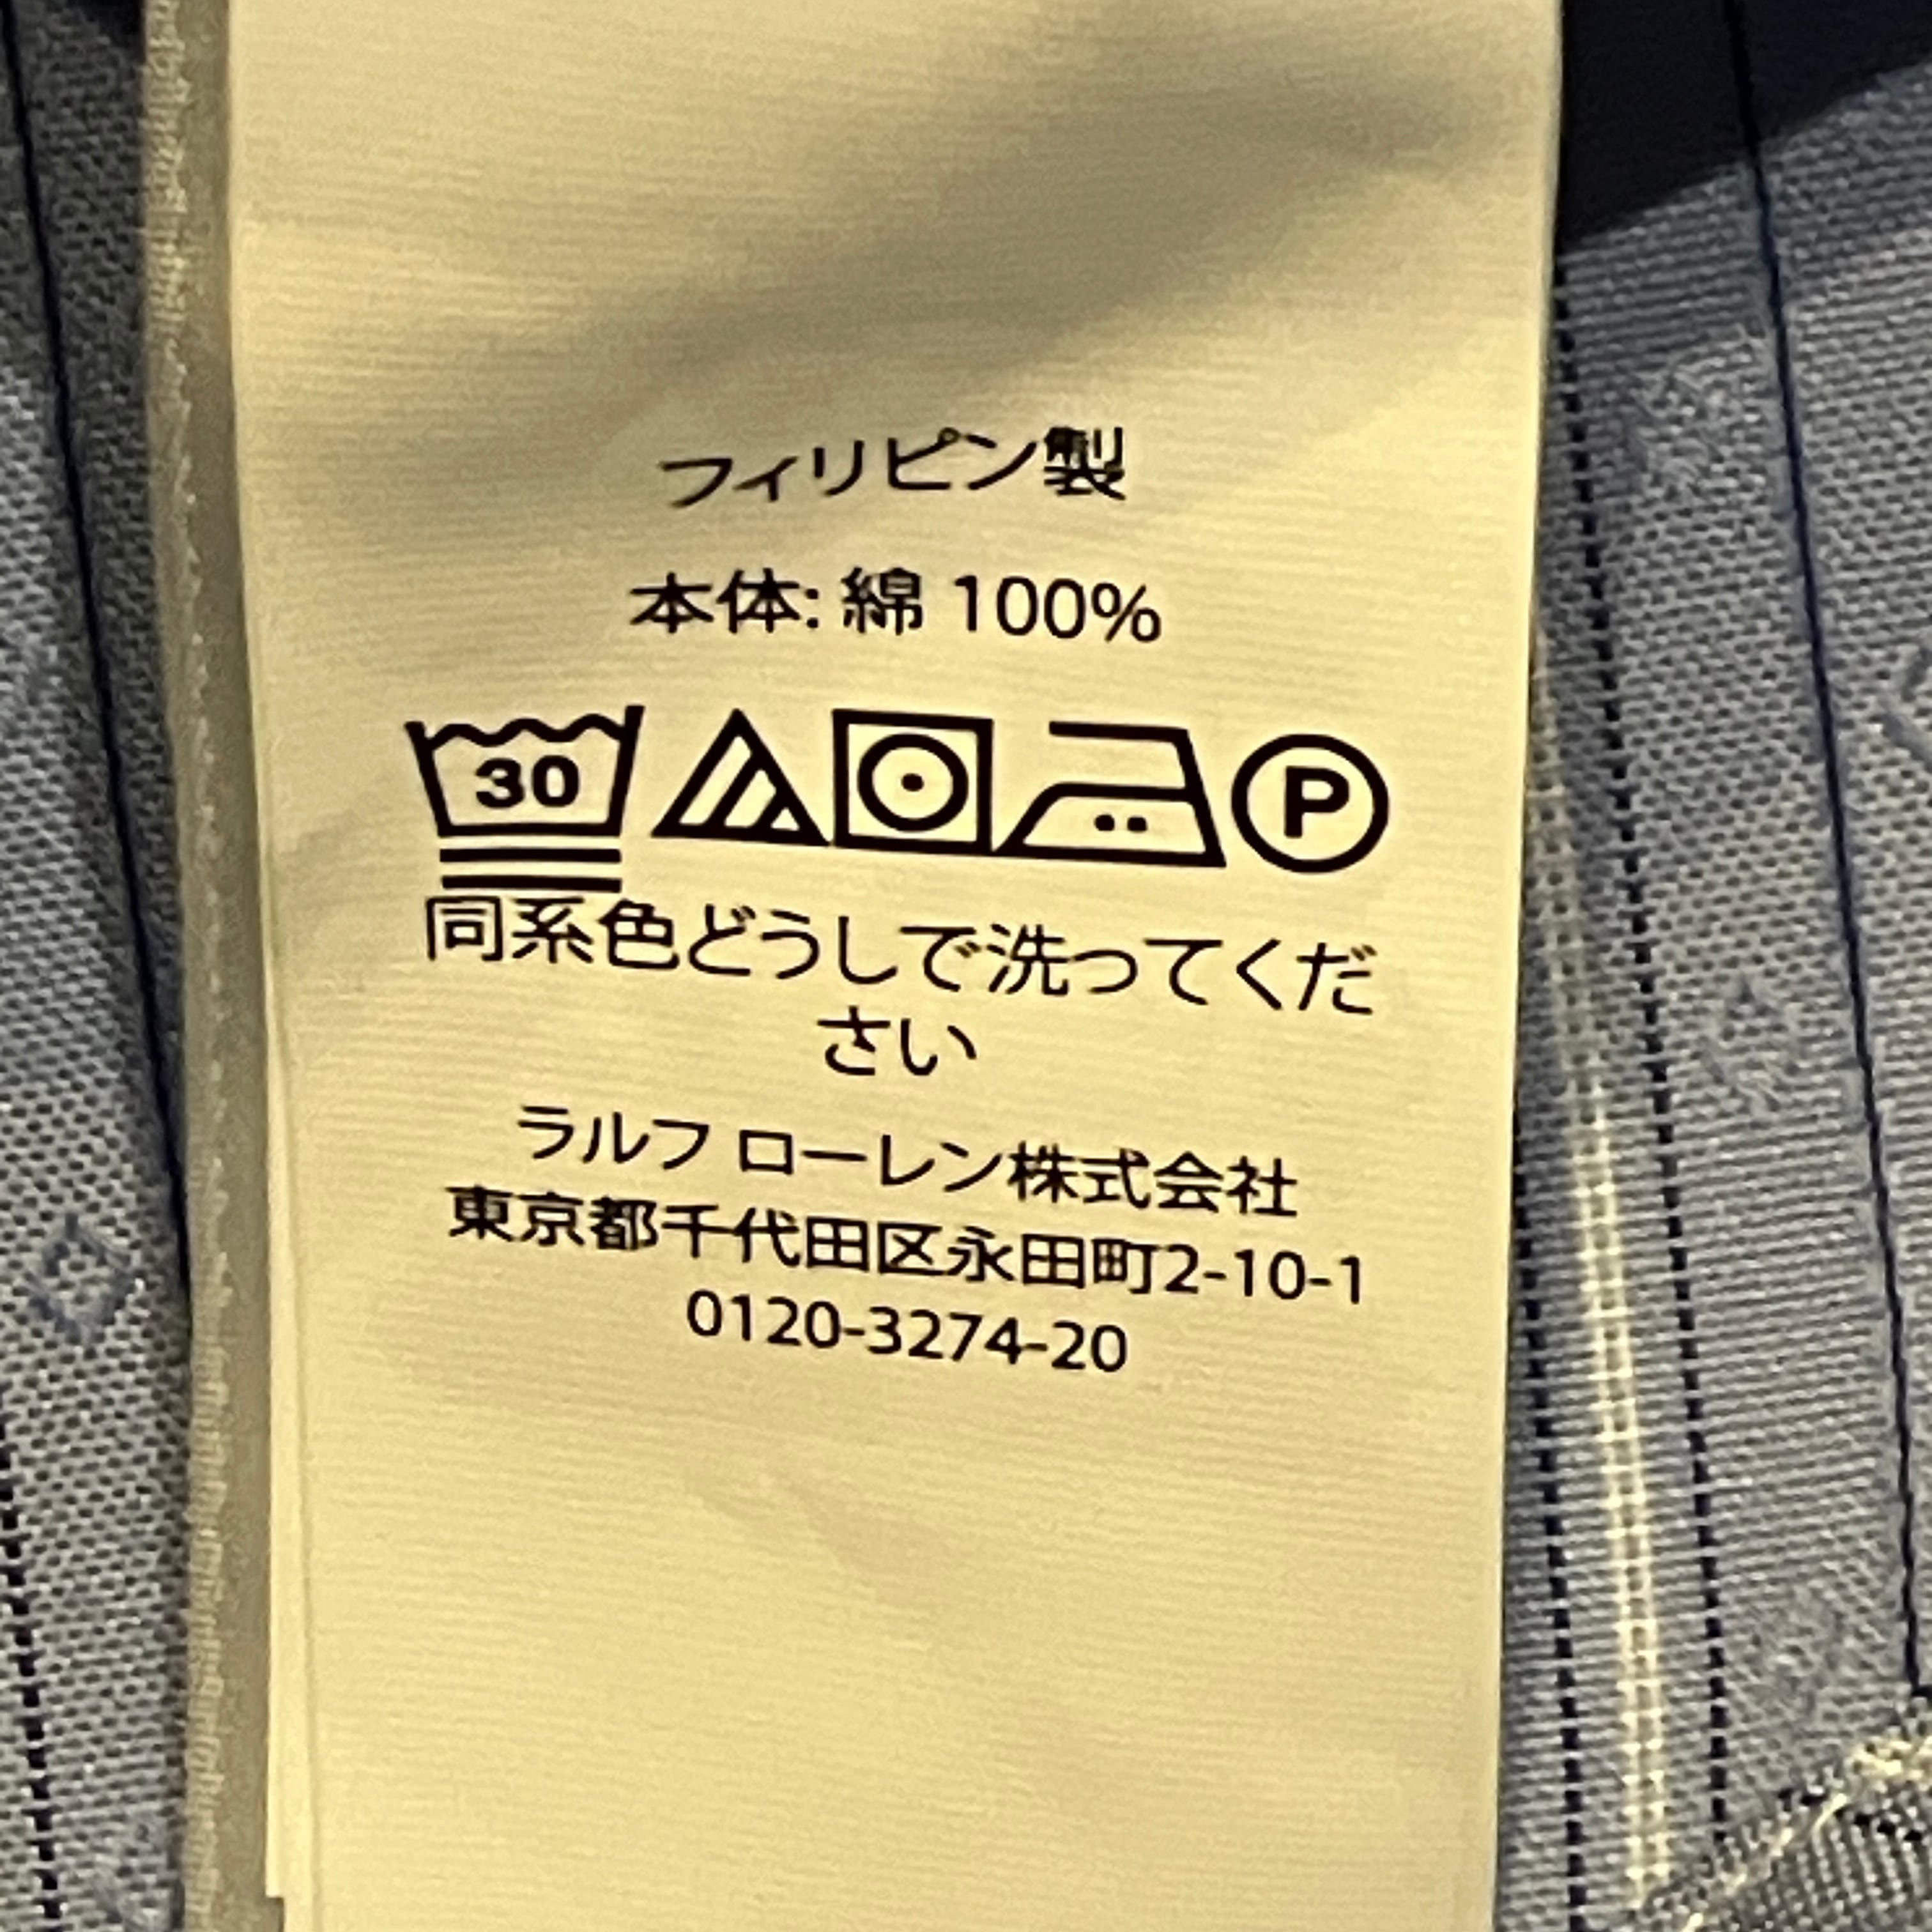 フィリピン製
本体: 綿 100%
30
P
同系色どうしで洗ってくだ
さい
ラルフ ローレン株式会社
東京都千代田区永田町2-10-1
0120-3274-20